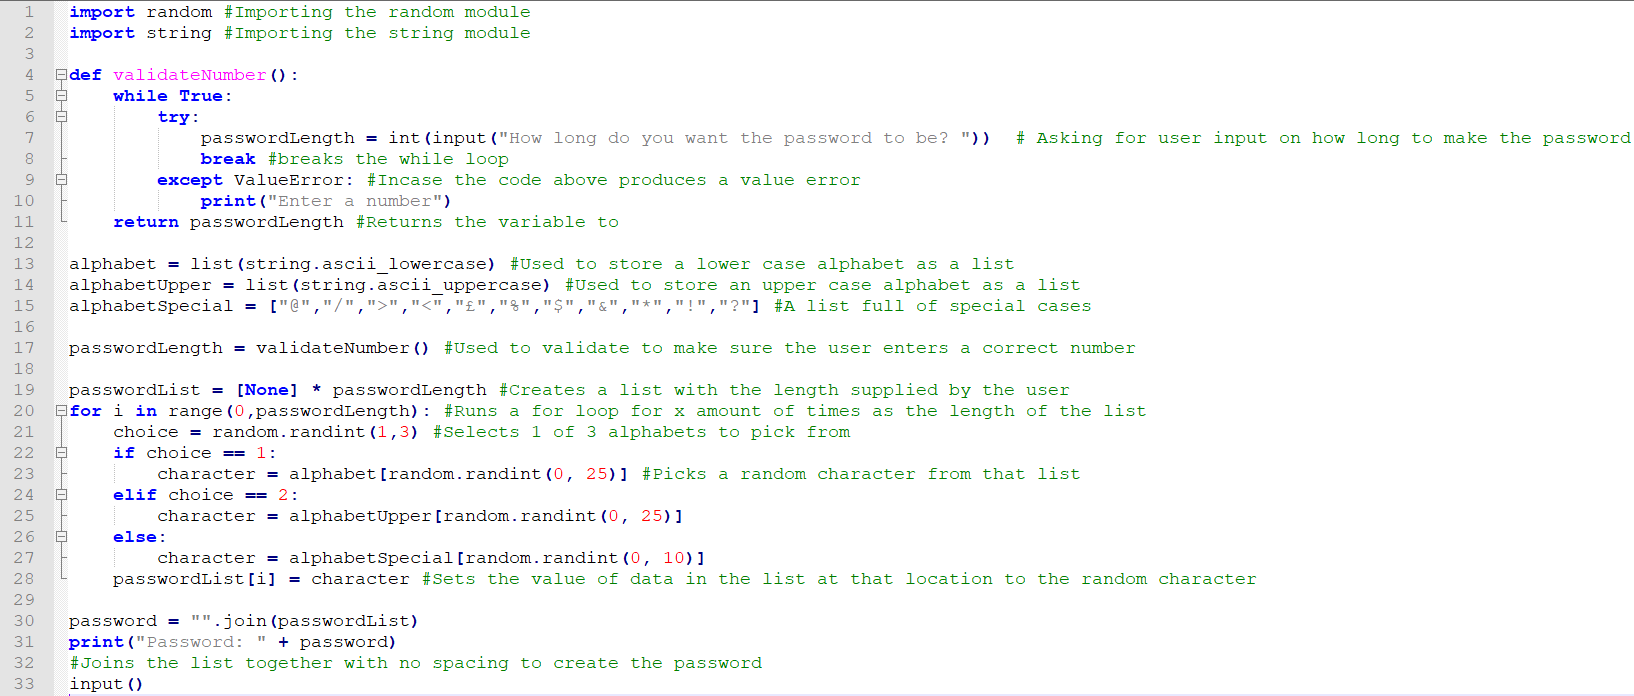 1 import random #Importing the random module
2 import string #Importing the string module
3
4 def validateNumber():
5     while True:
6         try:
7             passwordLength = int(input("How long do you want the password to be? "))  # Asking for user input on how long to make the password
8             break #breaks the while loop
9         except ValueError: #Incase the code above produces a value error
10             print("Enter a number")
11     return passwordLength #Returns the variable to
12
13 alphabet = list(string.ascii_lowercase) #Used to store a lower case alphabet as a list
14 alphabetUpper = list(string.ascii_uppercase) #Used to store an upper case alphabet as a list
15 alphabetSpecial = ["@","/",">","<","£","%","$","&","*","!","?"] #A list full of special cases
16
17 passwordLength = validateNumber() #Used to validate to make sure the user enters a correct number
18
19 passwordList = [None] * passwordLength #Creates a list with the length supplied by the user
20 for i in range(0,passwordLength): #Runs a for loop for x amount of times as the length of the list
21     choice = random.randint(1,3) #Selects 1 of 3 alphabets to pick from
22     if choice == 1:
23         character = alphabet[random.randint(0, 25)] #Picks a random character from that list
24     elif choice == 2:
25         character = alphabetUpper[random.randint(0, 25)]
26     else:
27         character = alphabetSpecial[random.randint(0, 10)]
28     passwordList[i] = character #Sets the value of data in the list at that location to the random character
29
30 password = "".join(passwordList)
31 print("Password: " + password)
32 #Joins the list together with no spacing to create the password
33 input()